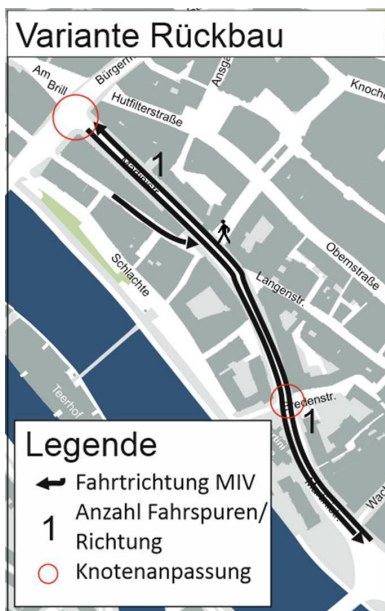 Variante Rückbau
Am
Brill
Bürgerm
Hutfilterstraße
Ansga
Knoche
1
Obernstraße
Schlachte
Langenstr.
Teerhof
Bredenstr.
1
Legende
Fahrtrichtung MIV
1 Anzahl Fahrspuren/
Richtung
Knotenanpassung